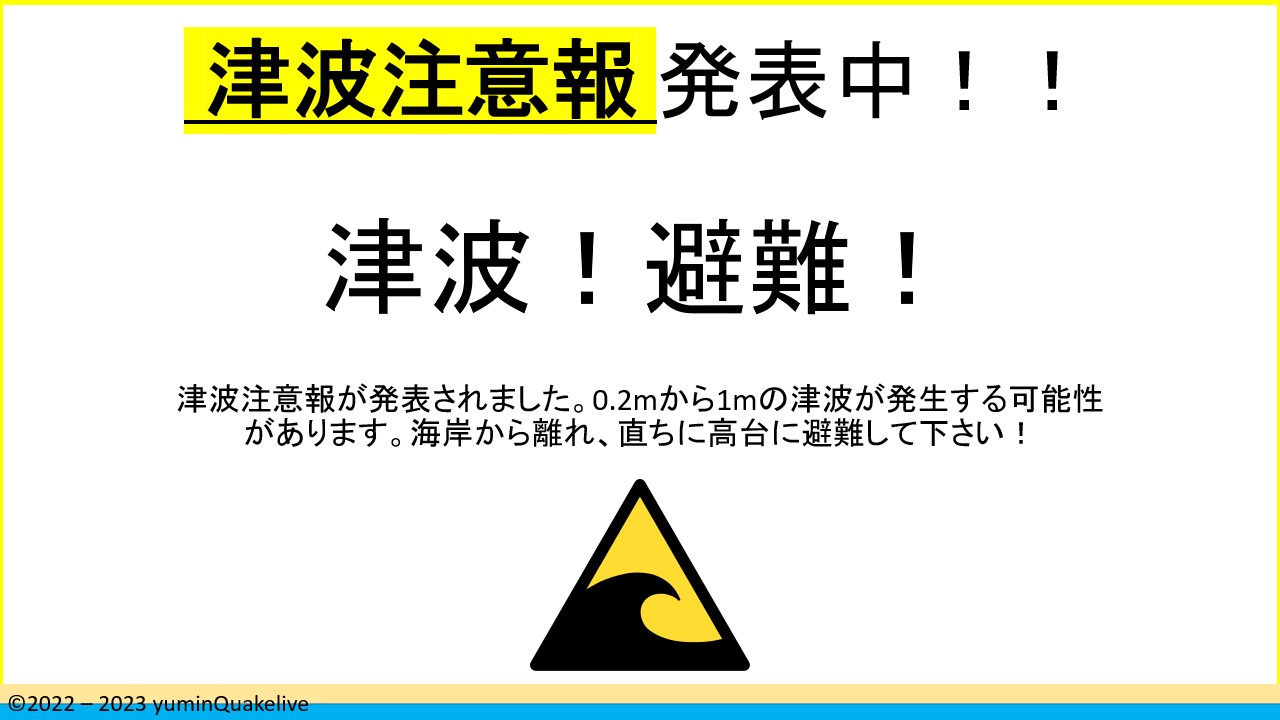 津波注意報発表中！！
津波！避難！
津波注意報が発表されました。0.2mから1mの津波が発生する可能性
があります。海岸から離れ、直ちに高台に避難して下さい！
©2022 – 2023 yuminQuakelive